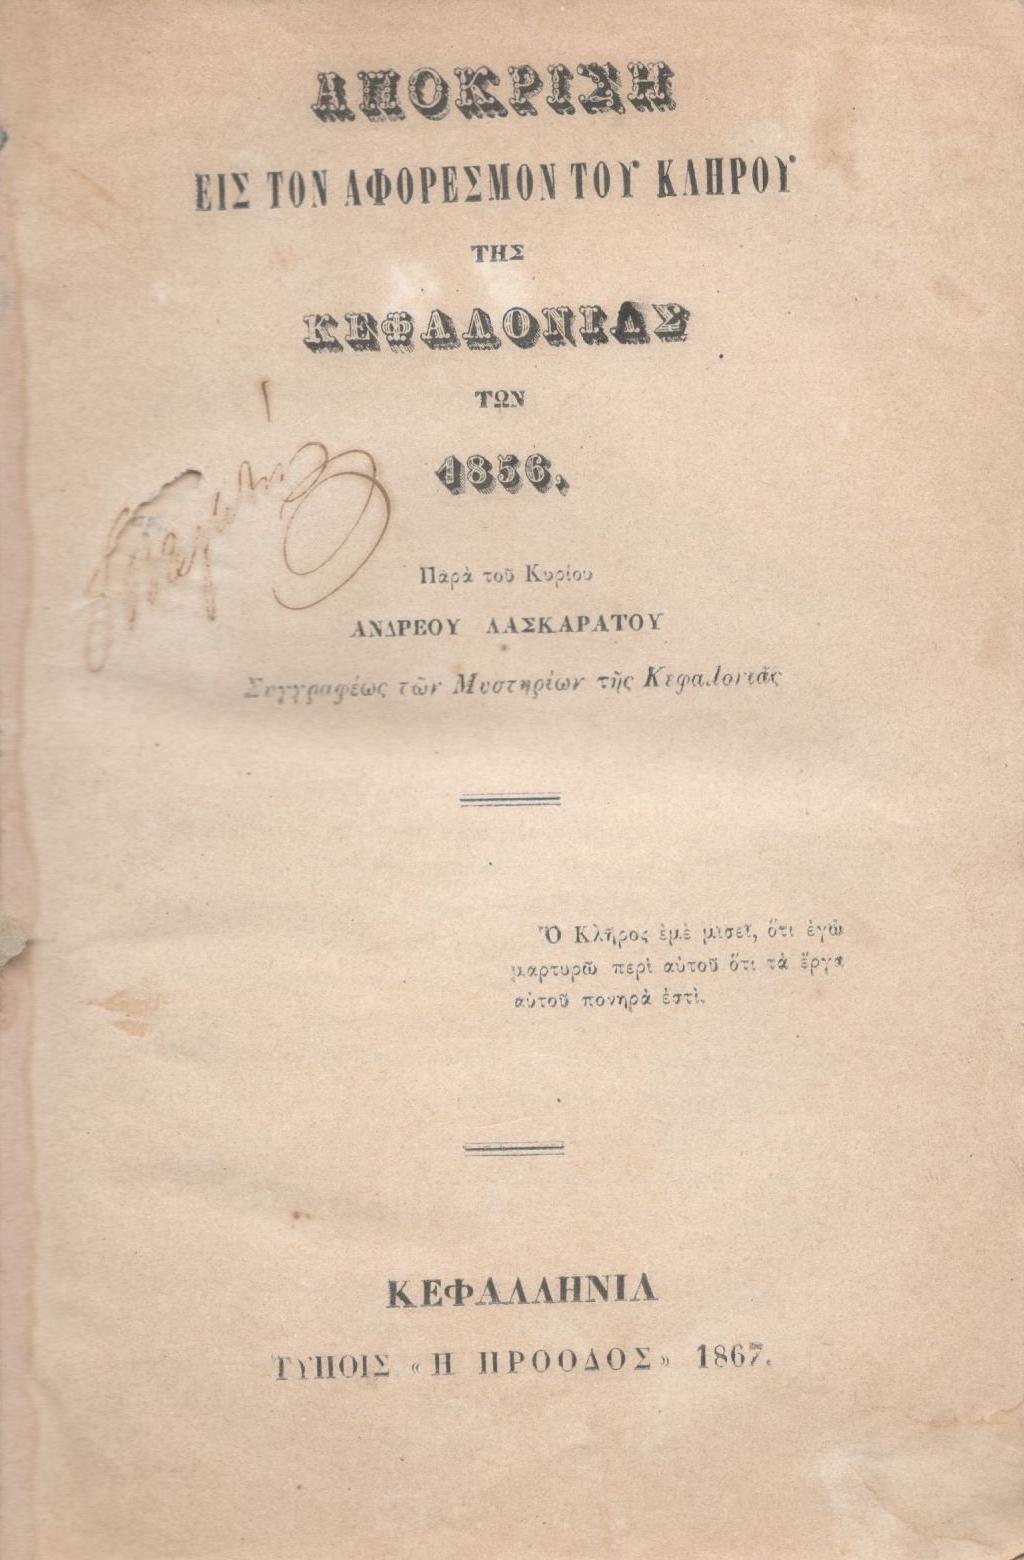 ΑΠΟΚΡΙΣΗ
ΕΙΣ ΤΟΝ ΑΦΟΡΕΣΜΟΝ ΤΟΥ ΚΛΗΡΟΥ
ΤΗΣ
ΚΕΦΑΛΟΝΙΑΣ
ΤΩΝ
1856.
Παρὰ τοῦ Κυρίου
ΑΝΔΡΕΟΥ ΛΑΣΚΑΡΑΤΟΥ
Συγγραφέως τῶν Μυστηρίων τῆς Κεφαλονιᾶς
Ὁ Κλῆρος ἐμὲ μισεῖ, ὅτι ἐγὼ
μαρτυρῶ περὶ αὐτοῦ ὅτι τὰ ἔργα
αὐτοῦ πονηρὰ ἐστὶ.
ΚΕΦΑΛΛΗΝΙΑ
ΤΥΠΟΙΣ «Η ΠΡΟΟΔΟΣ» 1867.